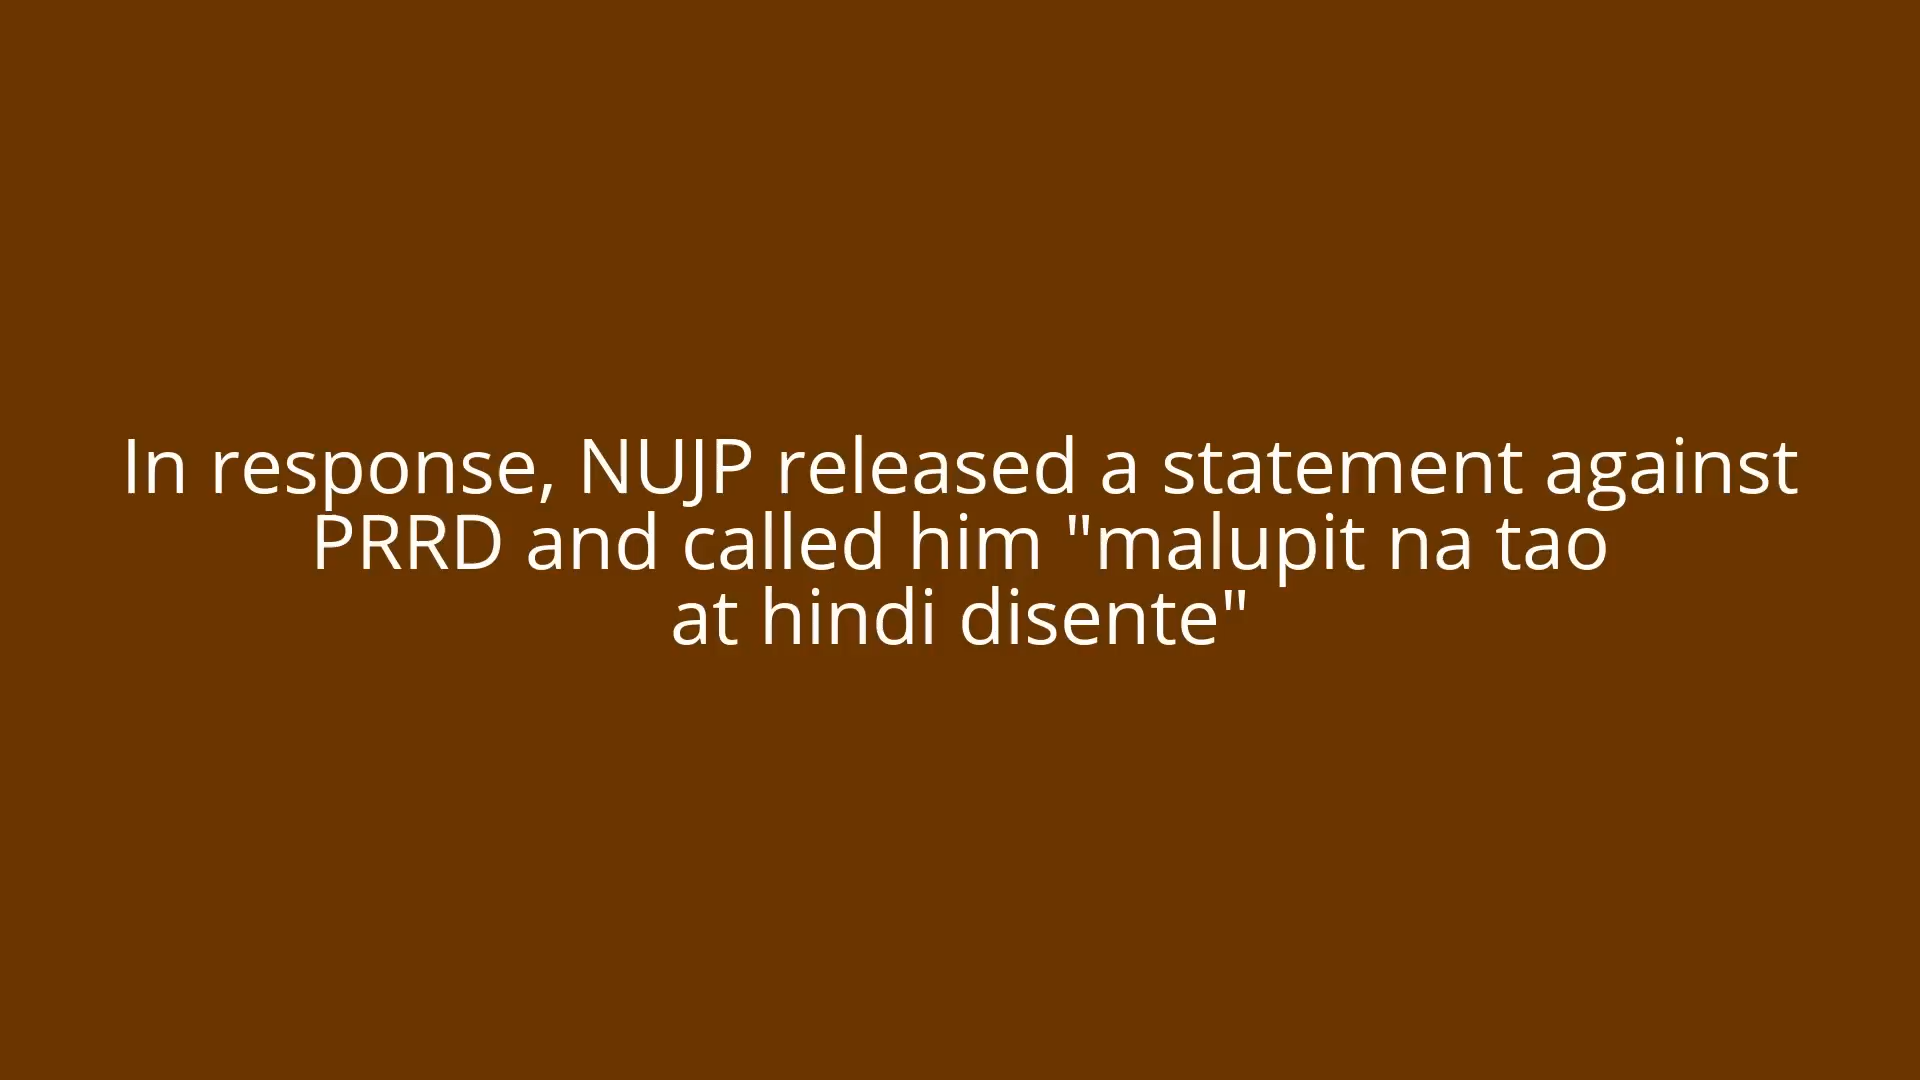 In response, NUJP released a statement against
PRRD and called him "malupit na tao
at hindi disente"